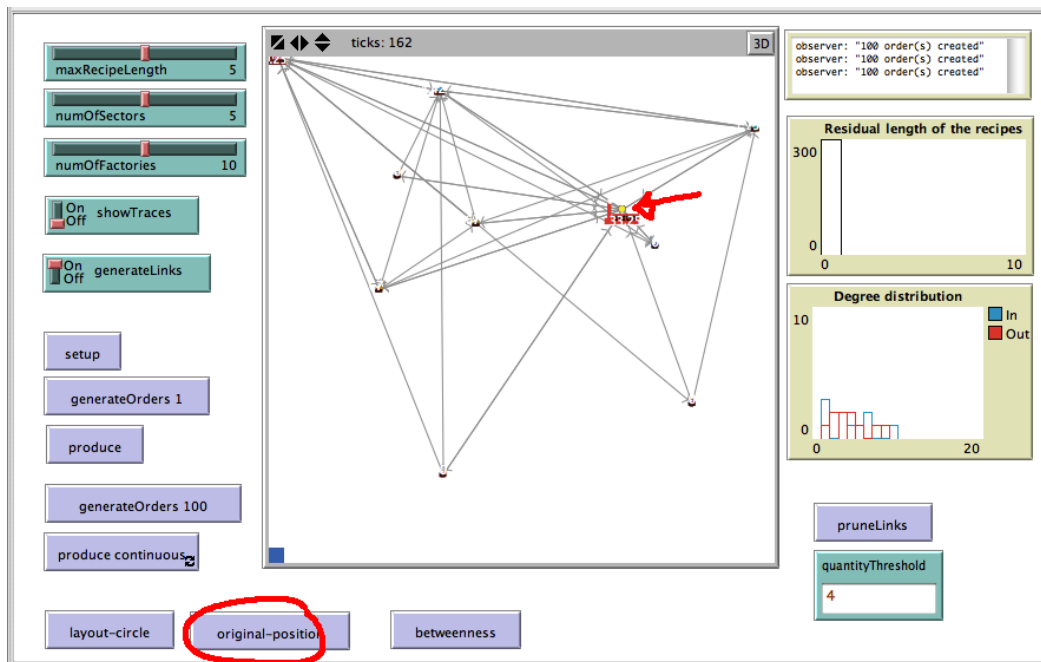 ticks: 162
3D
maxRecipeLength 5
numOfSectors 5
numOfFactories 10
On
Off
showTraces
On
Off
generateLinks
setup
generateOrders 1
produce
generateOrders 100
produce continuous
layout-circle
original-position
betweenness
observer: "100 order(s) created"
observer: "100 order(s) created"
observer: "100 order(s) created"
Residual length of the recipes
300
0
0
10
Degree distribution
10
In
Out
0
0
20
pruneLinks
quantityThreshold
4